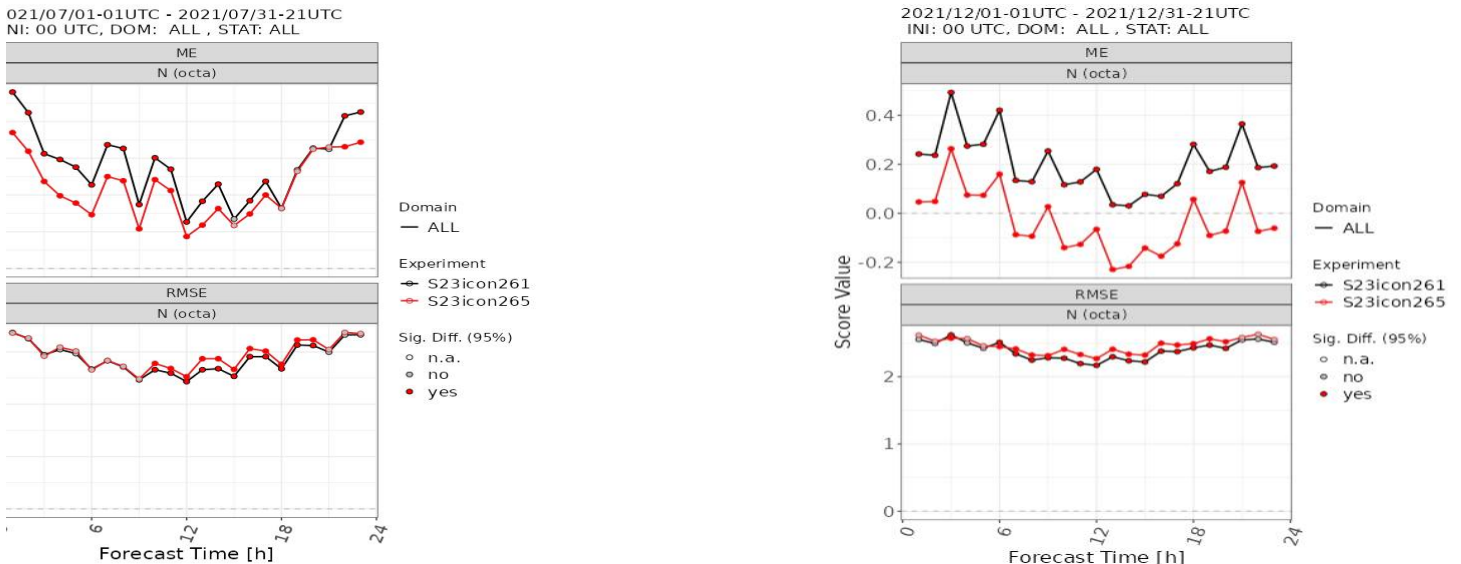 021/07/01-01UTC - 2021/07/31-21UTC
NI: 00 UTC, DOM: ALL , STAT: ALL
ME
N (octa)
RMSE
N (octa)
6
12
18
24
Forecast Time [h]
Domain
ALL
Experiment
S23icon261
S23icon265
Sig. Diff. (95%)
n.a.
no
yes
2021/12/01-01UTC - 2021/12/31-21UTC
INI: 00 UTC, DOM: ALL , STAT: ALL
ME
N (octa)
0.4
0.2
0.0
-0.2
Score Value
RMSE
N (octa)
2
1
0
0
6
12
18
24
Forecast Time [h]
Domain
ALL
Experiment
S23icon261
S23icon265
Sig. Diff. (95%)
n.a.
no
yes